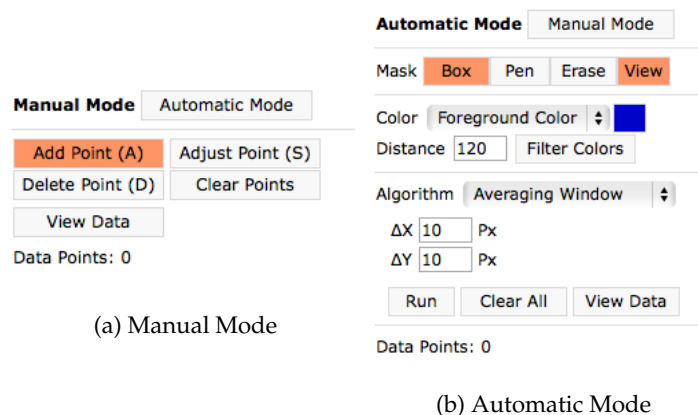 Manual Mode Automatic Mode
Add Point (A) Adjust Point (S)
Delete Point (D) Clear Points
View Data
Data Points: 0
(a) Manual Mode
Automatic Mode Manual Mode
Mask Box Pen Erase View
Color Foreground Color
Distance 120 Filter Colors
Algorithm Averaging Window
ΔX 10 Px
ΔY 10 Px
Run Clear All View Data
Data Points: 0
(b) Automatic Mode